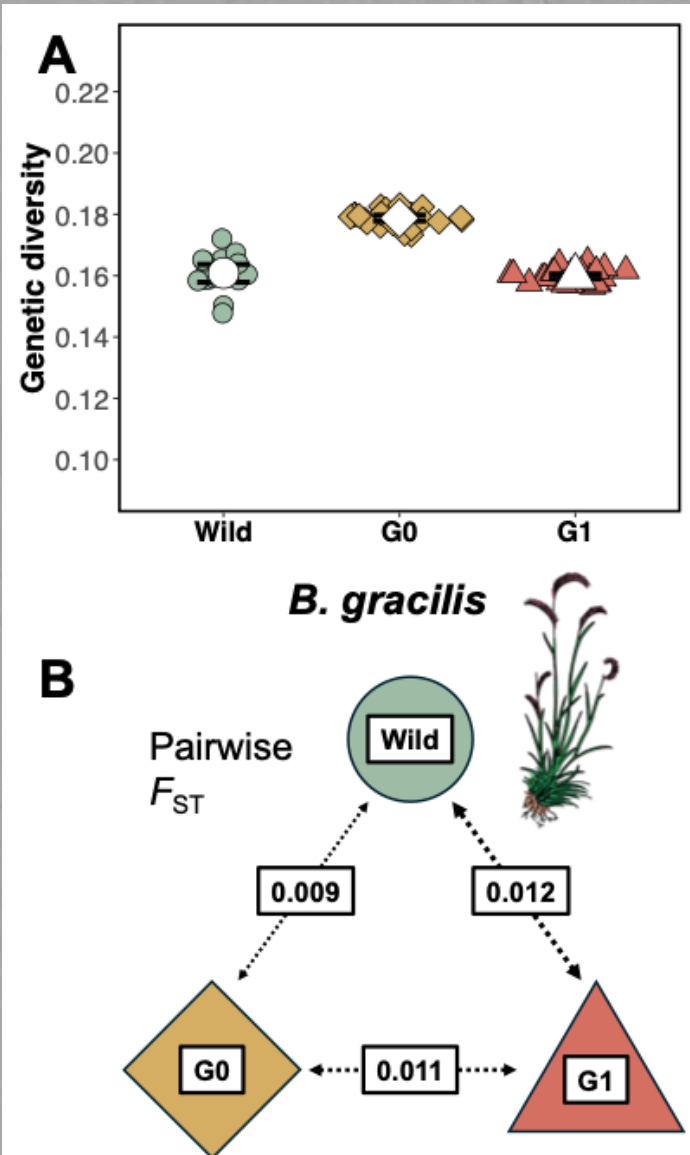 A
Genetic diversity
0.22
0.20
0.18
0.16
0.14
0.12
0.10
Wild G0 G1
B. gracilis
B
Pairwise
FST
Wild
0.009 0.012
G0 0.011 G1